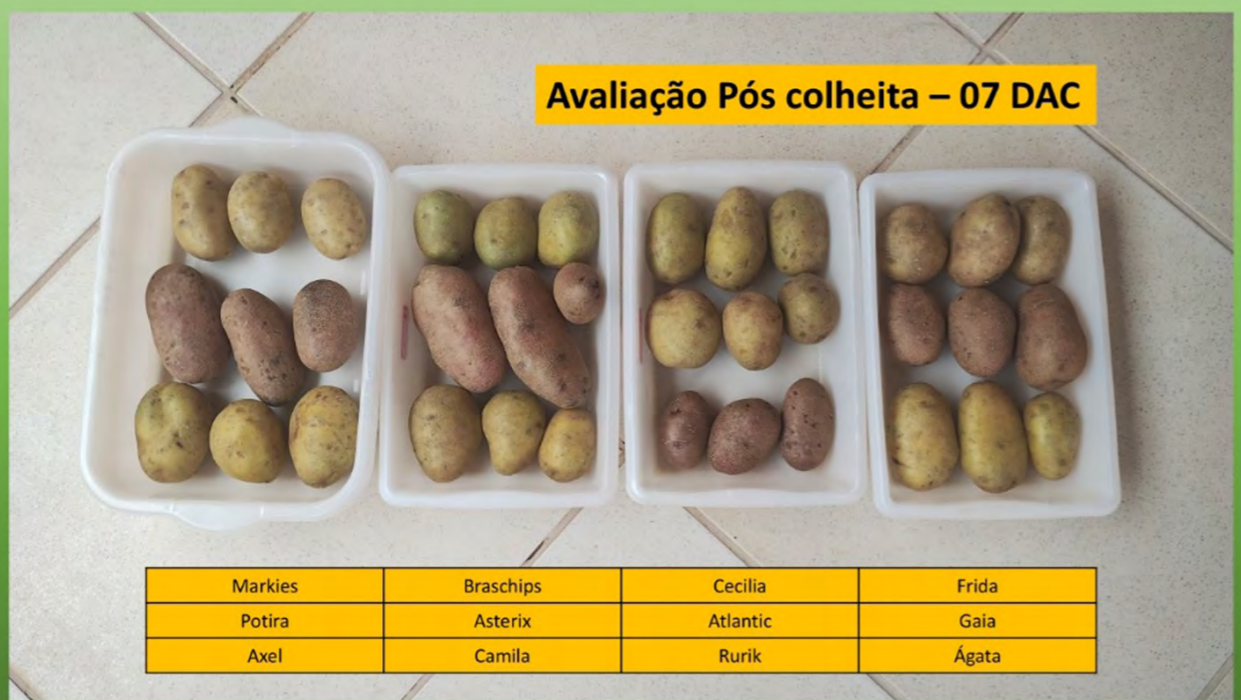 Avaliação Pós colheita – 07 DAC
Markies Braschips Cecilia Frida
Potira Asterix Atlantic Gaia
Axel Camila Rurik Ágata